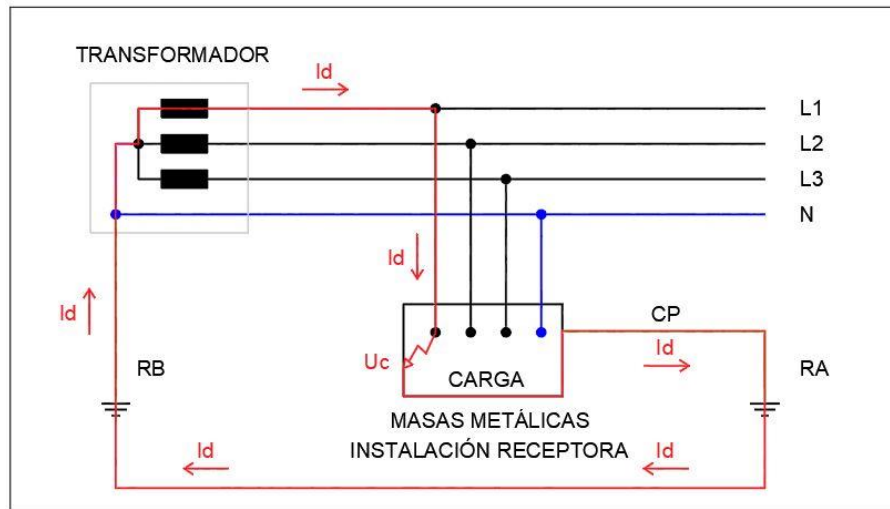 TRANSFORMADOR
Id
L1
L2
L3
N
Id
Id
CP
Uc
Id
RB
CARGA
RA
MASAS METÁLICAS
INSTALACIÓN RECEPTORA
Id
Id